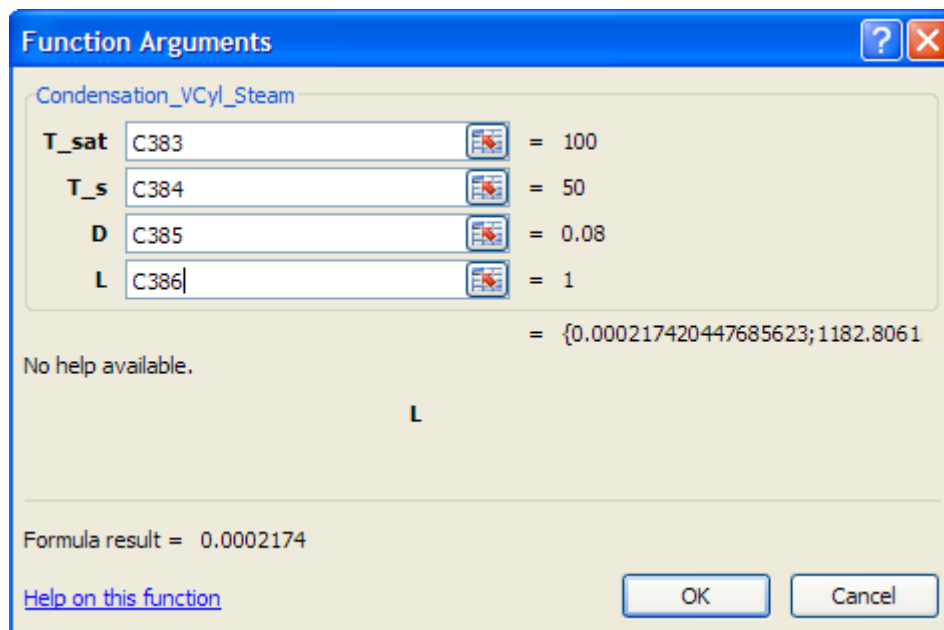 Function Arguments
Condensation_VCyl_Steam
T_sat C383 = 100
T_s C384 = 50
D C385 = 0.08
L C386 = 1
= {0.000217420447685623;1182.8061
No help available.
L
Formula result = 0.0002174
Help on this function OK Cancel